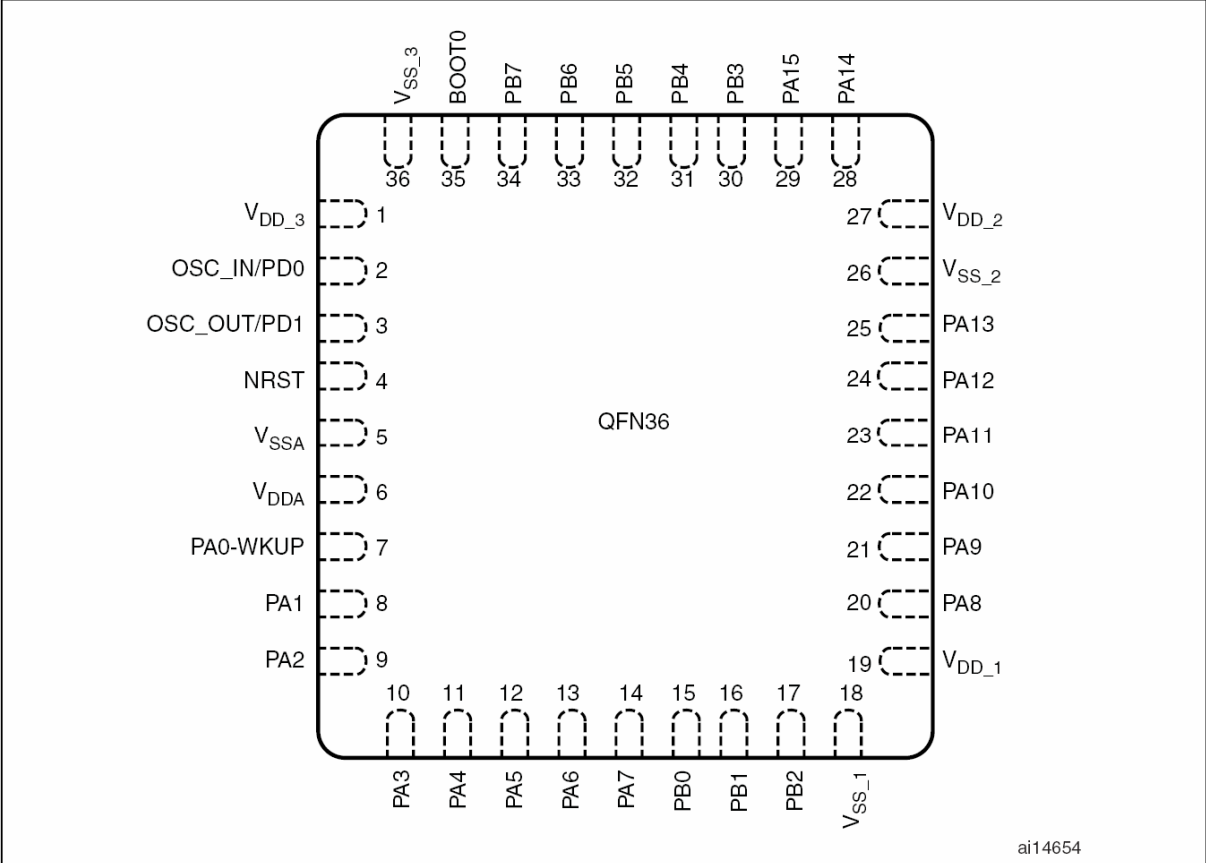 VSS_3 BOOT0 PB7 PB6 PB5 PB4 PB3 PA15 PA14
36 35 34 33 32 31 30 29 28
VDD_3 1 27 VDD_2
OSC_IN/PD0 2 26 VSS_2
OSC_OUT/PD1 3 25 PA13
NRST 4 24 PA12
QFN36
VSSA 5 23 PA11
VDDA 6 22 PA10
PA0-WKUP 7 21 PA9
PA1 8 20 PA8
PA2 9 19 VDD_1
10 11 12 13 14 15 16 17 18
PA3 PA4 PA5 PA6 PA7 PB0 PB1 PB2 VSS_1
ai14654